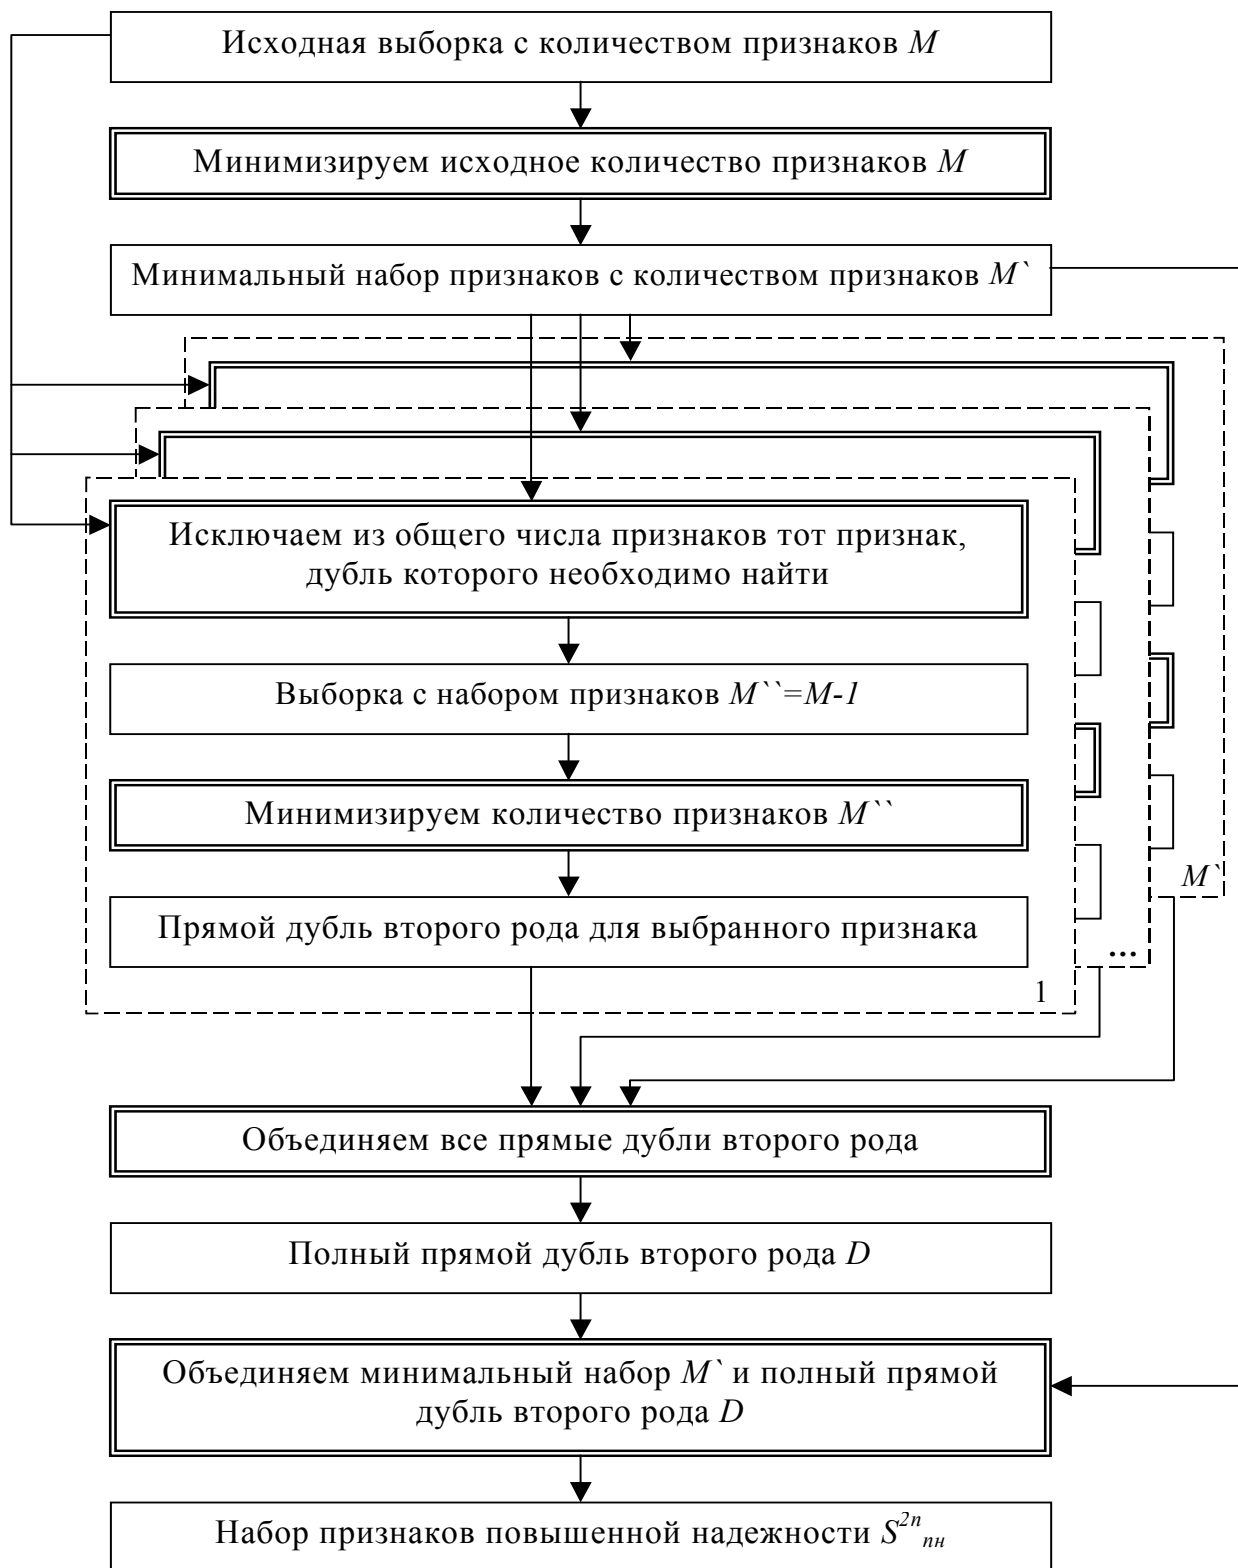 Исходная выборка с количеством признаков M
Минимизируем исходное количество признаков M
Минимальный набор признаков с количеством признаков M`
Исключаем из общего числа признаков тот признак,
дубль которого необходимо найти
Выборка с набором признаков M``=M-1
Минимизируем количество признаков M``
M`
Прямой дубль второго рода для выбранного признака
...
1
Объединяем все прямые дубли второго рода
Полный прямой дубль второго рода D
Объединяем минимальный набор M` и полный прямой
дубль второго рода D
Набор признаков повышенной надежности S²ⁿпн